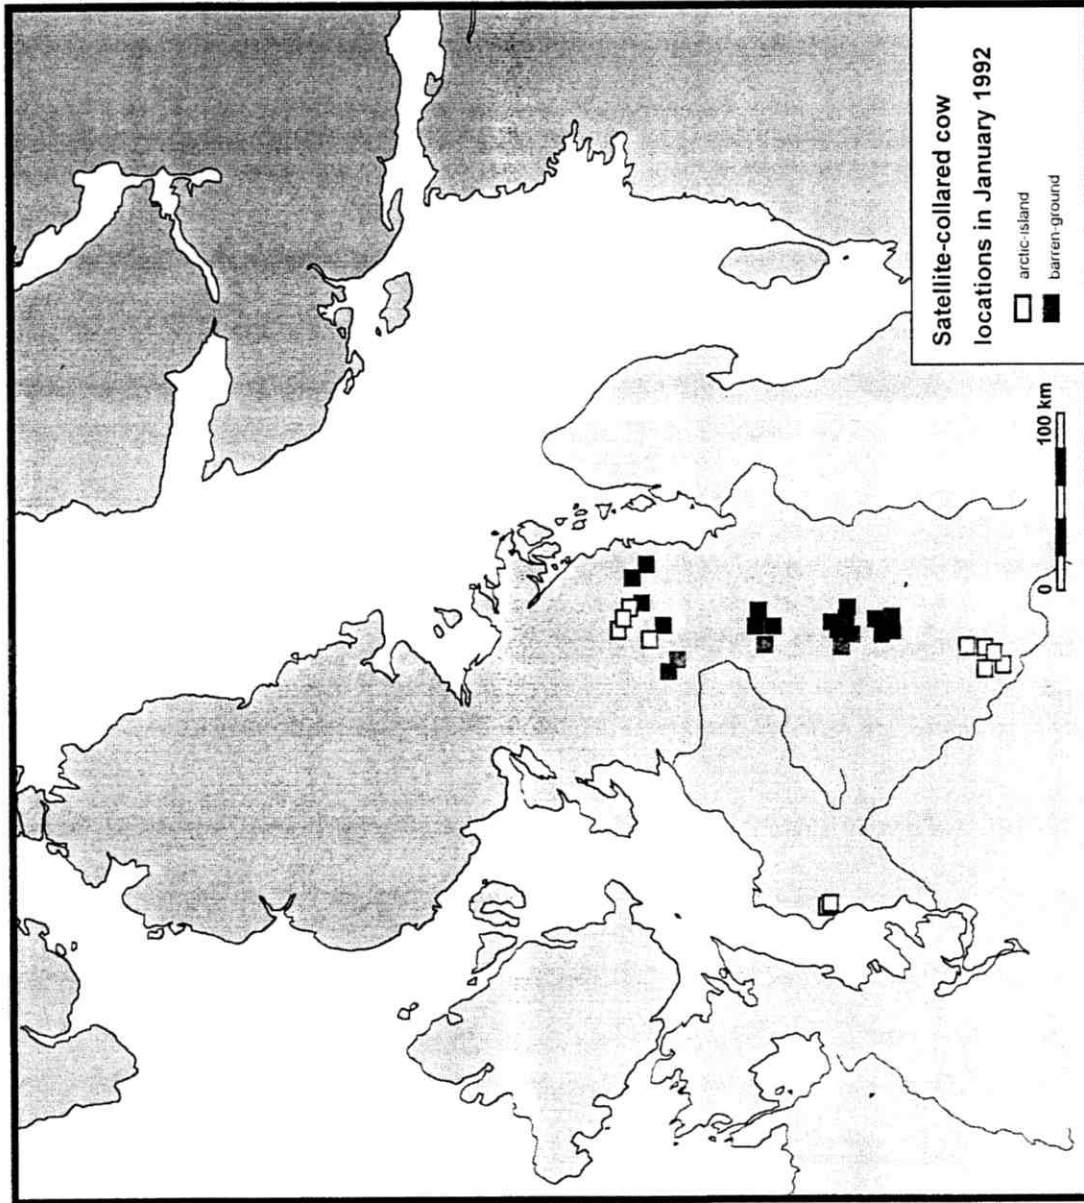 Satellite-collared cow
locations in January 1992
arctic-island
barren-ground
0 100 km